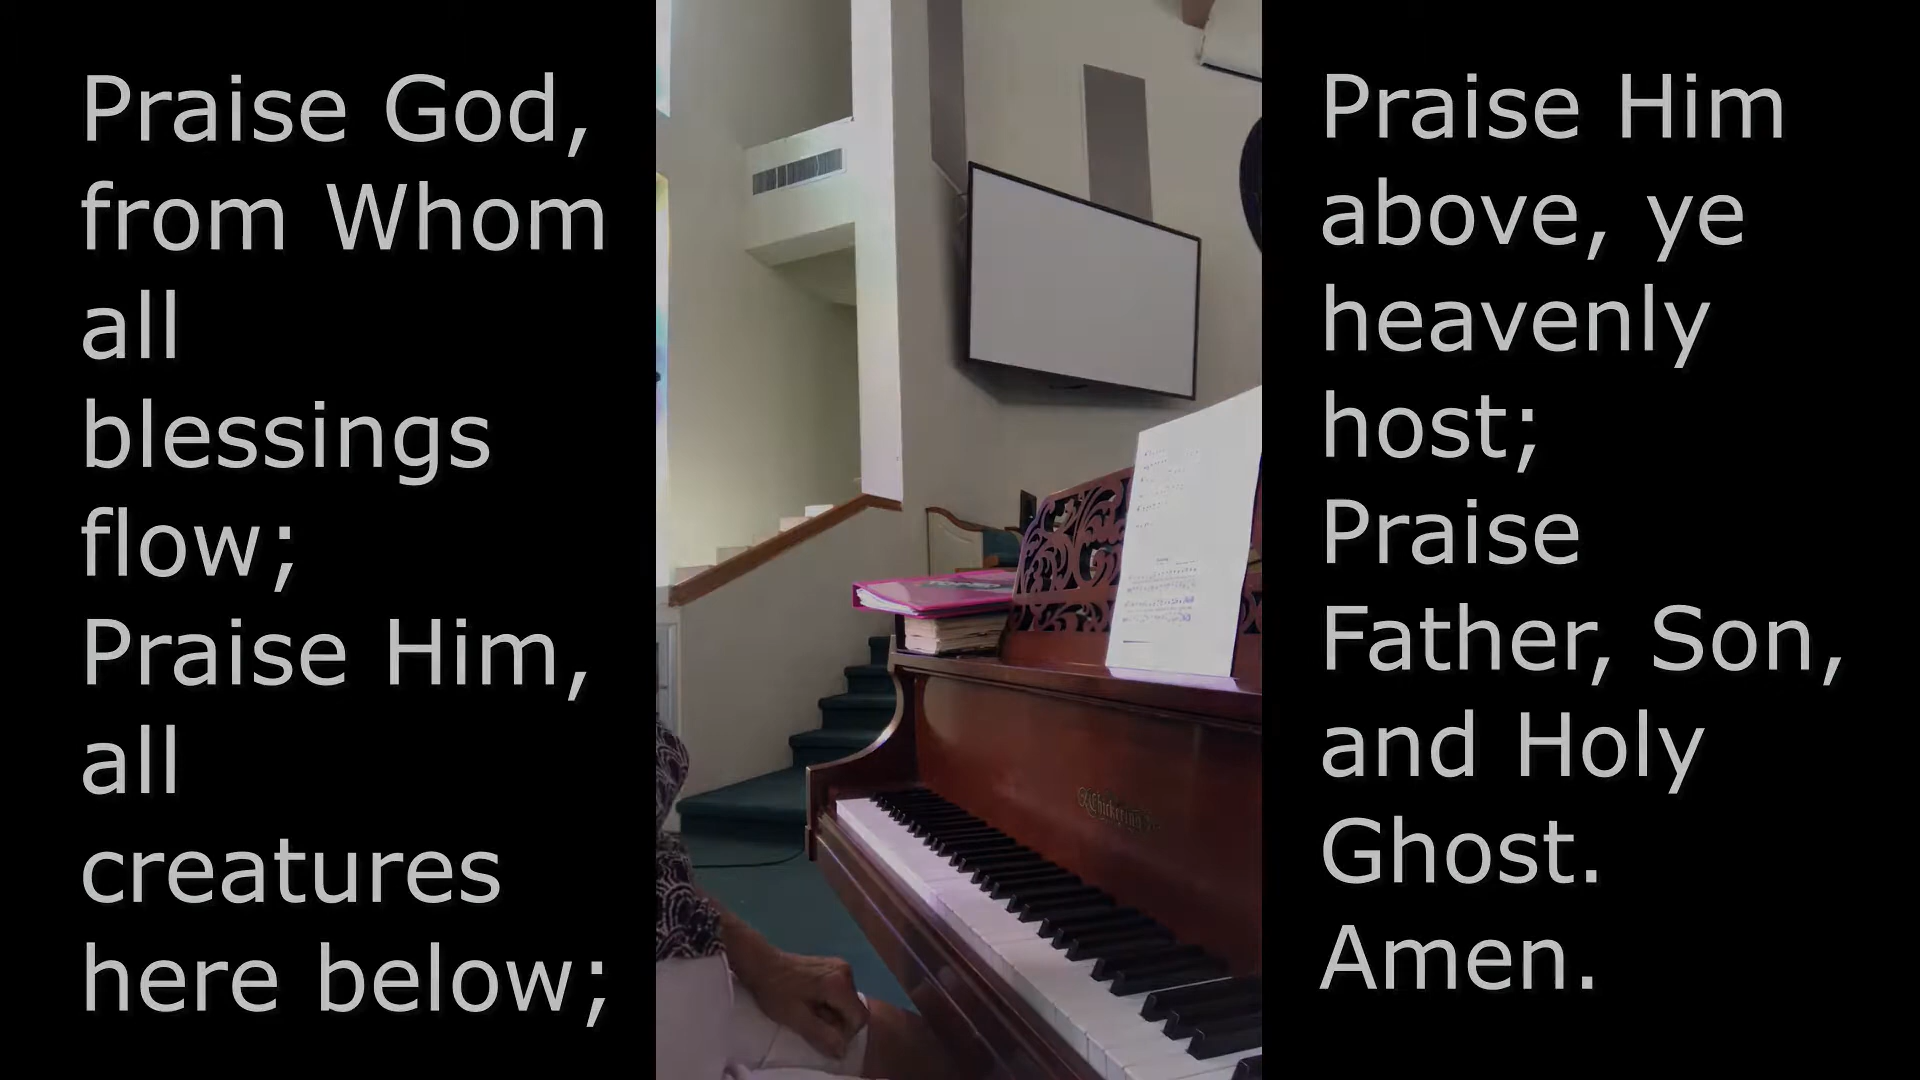 Praise God,
from Whom
all
blessings
flow;
Praise Him,
all
creatures
here below;
Praise Him
above, ye
heavenly
host;
Praise
Father, Son,
and Holy
Ghost.
Amen.
Chickering